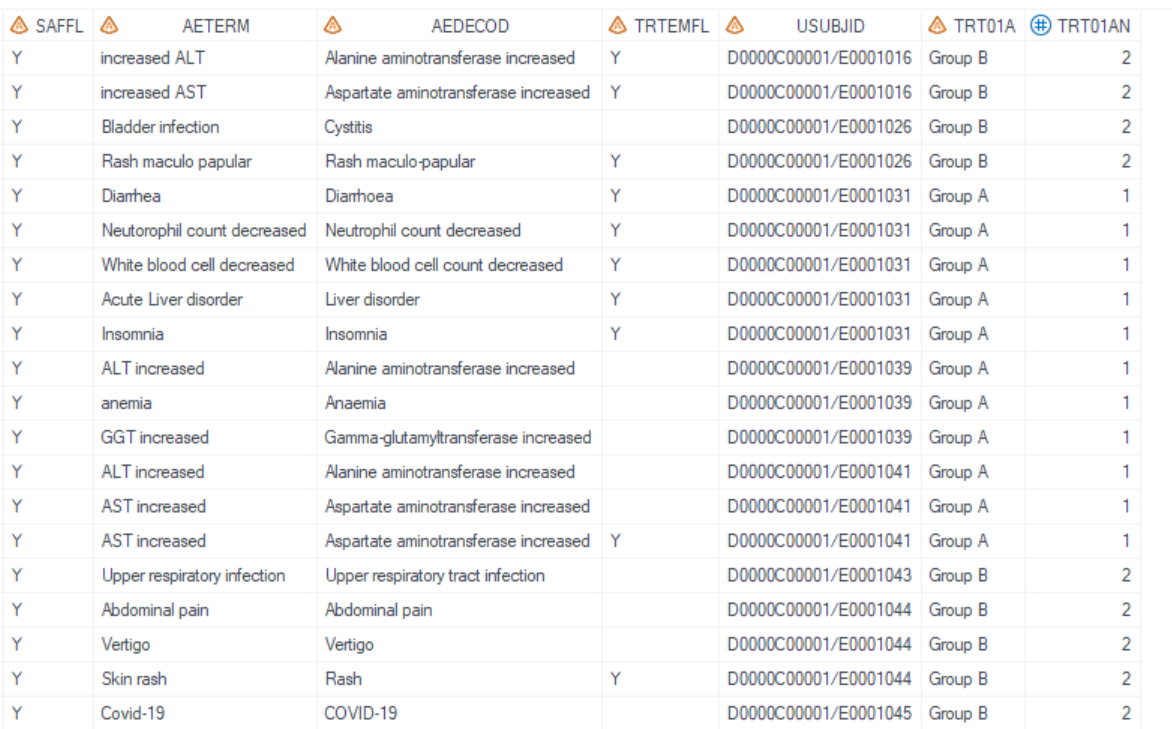 SAFFL AETERM AEDECOD TRTEMFL USUBJID TRT01A TRT01AN
Y increased ALT Alanine aminotransferase increased Y D0000C00001/E0001016 Group B 2
Y increased AST Aspartate aminotransferase increased Y D0000C00001/E0001016 Group B 2
Y Bladder infection Cystitis D0000C00001/E0001026 Group B 2
Y Rash maculo papular Rash maculo-papular Y D0000C00001/E0001026 Group B 2
Y Diarrhea Diarrhoea Y D0000C00001/E0001031 Group A 1
Y Neutorophil count decreased Neutrophil count decreased Y D0000C00001/E0001031 Group A 1
Y White blood cell decreased White blood cell count decreased Y D0000C00001/E0001031 Group A 1
Y Acute Liver disorder Liver disorder Y D0000C00001/E0001031 Group A 1
Y Insomnia Insomnia Y D0000C00001/E0001031 Group A 1
Y ALT increased Alanine aminotransferase increased D0000C00001/E0001039 Group A 1
Y anemia Anaemia D0000C00001/E0001039 Group A 1
Y GGT increased Gamma-glutamyltransferase increased D0000C00001/E0001039 Group A 1
Y ALT increased Alanine aminotransferase increased D0000C00001/E0001041 Group A 1
Y AST increased Aspartate aminotransferase increased D0000C00001/E0001041 Group A 1
Y AST increased Aspartate aminotransferase increased Y D0000C00001/E0001041 Group A 1
Y Upper respiratory infection Upper respiratory tract infection D0000C00001/E0001043 Group B 2
Y Abdominal pain Abdominal pain D0000C00001/E0001044 Group B 2
Y Vertigo Vertigo D0000C00001/E0001044 Group B 2
Y Skin rash Rash Y D0000C00001/E0001044 Group B 2
Y Covid-19 COVID-19 D0000C00001/E0001045 Group B 2